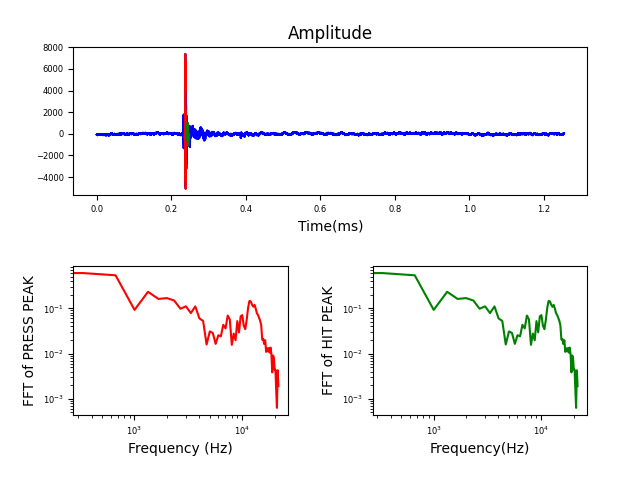 Amplitude
8000
6000
4000
2000
0
−2000
−4000
0.0 0.2 0.4 0.6 0.8 1.0 1.2
Time(ms)
FFT of PRESS PEAK
10⁻¹
10⁻²
10⁻³
10³ 10⁴
Frequency (Hz)
FFT of HIT PEAK
10⁻¹
10⁻²
10⁻³
10³ 10⁴
Frequency(Hz)